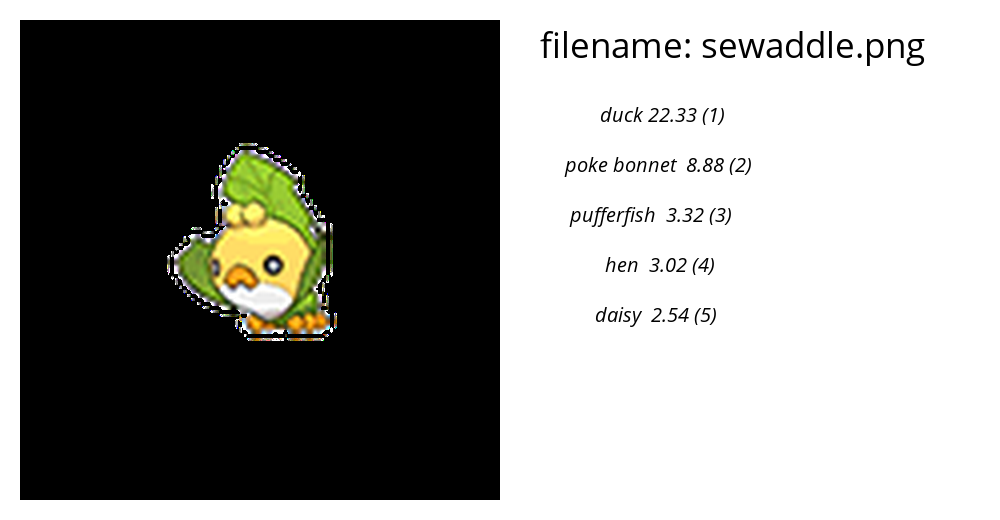 filename: sewaddle.png
duck 22.33 (1)
poke bonnet 8.88 (2)
pufferfish 3.32 (3)
hen 3.02 (4)
daisy 2.54 (5)